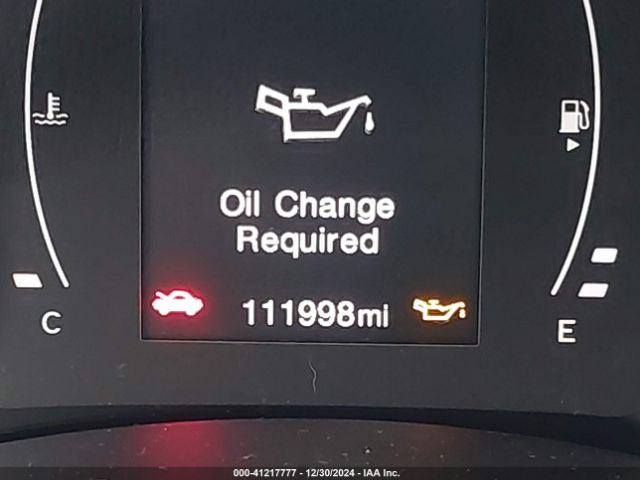 Oil Change
Required
111998mi
C
E
000-41217777 - 12/30/2024 - IAA Inc.